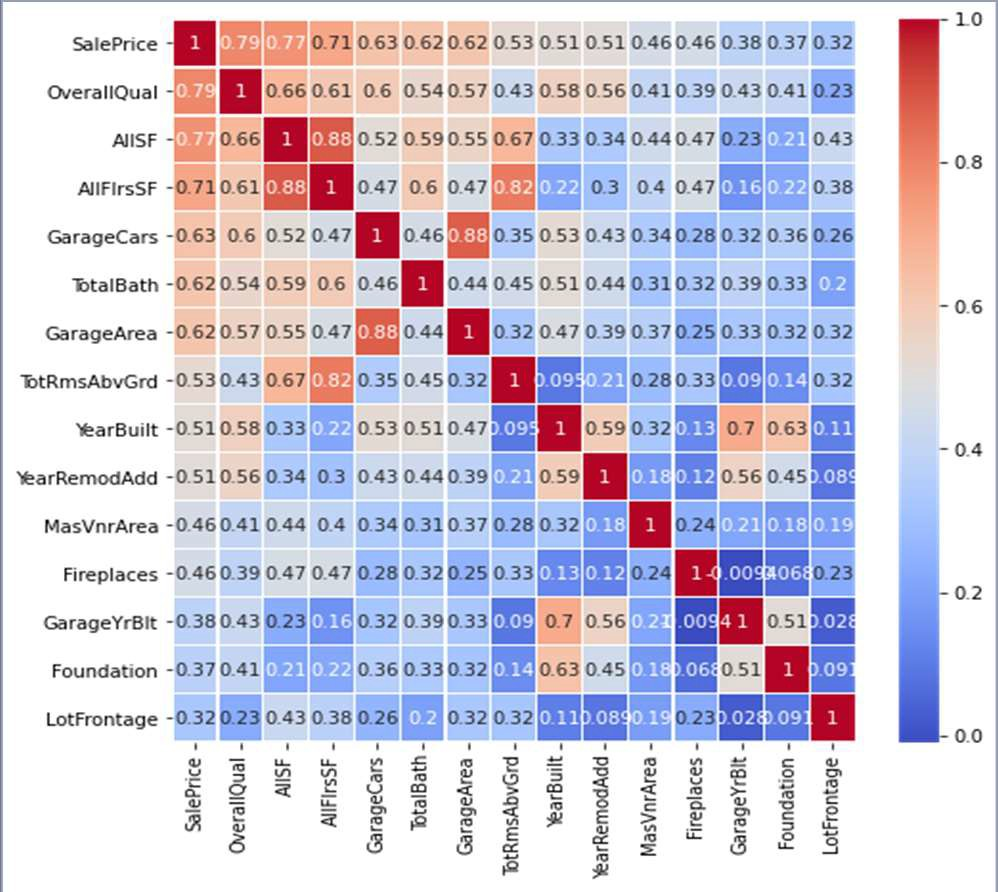 SalePrice 1 0.79 0.77 0.71 0.63 0.62 0.62 0.53 0.51 0.51 0.46 0.46 0.38 0.37 0.32
OverallQual 0.79 1 0.66 0.61 0.6 0.54 0.57 0.43 0.58 0.56 0.41 0.39 0.43 0.41 0.23
AllSF 0.77 0.66 1 0.88 0.52 0.59 0.55 0.67 0.33 0.34 0.44 0.47 0.23 0.21 0.43
AllFlrsSF 0.71 0.61 0.88 1 0.47 0.6 0.47 0.82 0.22 0.3 0.4 0.47 0.16 0.22 0.38
GarageCars 0.63 0.6 0.52 0.47 1 0.46 0.88 0.35 0.53 0.43 0.34 0.28 0.32 0.36 0.26
TotalBath 0.62 0.54 0.59 0.6 0.46 1 0.44 0.45 0.51 0.44 0.31 0.32 0.39 0.33 0.2
GarageArea 0.62 0.57 0.55 0.47 0.88 0.44 1 0.32 0.47 0.39 0.37 0.25 0.33 0.32 0.32
TotRmsAbvGrd 0.53 0.43 0.67 0.82 0.35 0.45 0.32 1 0.095 0.21 0.28 0.33 0.09 0.14 0.32
YearBuilt 0.51 0.58 0.33 0.22 0.53 0.51 0.47 0.095 1 0.59 0.32 0.13 0.7 0.63 0.11
YearRemodAdd 0.51 0.56 0.34 0.3 0.43 0.44 0.39 0.21 0.59 1 0.18 0.12 0.56 0.45 0.089
MasVnrArea 0.46 0.41 0.44 0.4 0.34 0.31 0.37 0.28 0.32 0.18 1 0.24 0.21 0.18 0.19
Fireplaces 0.46 0.39 0.47 0.47 0.28 0.32 0.25 0.33 0.13 0.12 0.24 1 -0.0094 0.068 0.23
GarageYrBlt 0.38 0.43 0.23 0.16 0.32 0.39 0.33 0.09 0.7 0.56 0.21 -0.0094 1 0.51 0.028
Foundation 0.37 0.41 0.21 0.22 0.36 0.33 0.32 0.14 0.63 0.45 0.18 0.068 0.51 1 0.091
LotFrontage 0.32 0.23 0.43 0.38 0.26 0.2 0.32 0.32 0.11 0.089 0.19 0.23 0.028 0.091 1
SalePrice
OverallQual
AllSF
AllFlrsSF
GarageCars
TotalBath
GarageArea
TotRmsAbvGrd
YearBuilt
YearRemodAdd
MasVnrArea
Fireplaces
GarageYrBlt
Foundation
LotFrontage
1.0
0.8
0.6
0.4
0.2
0.0